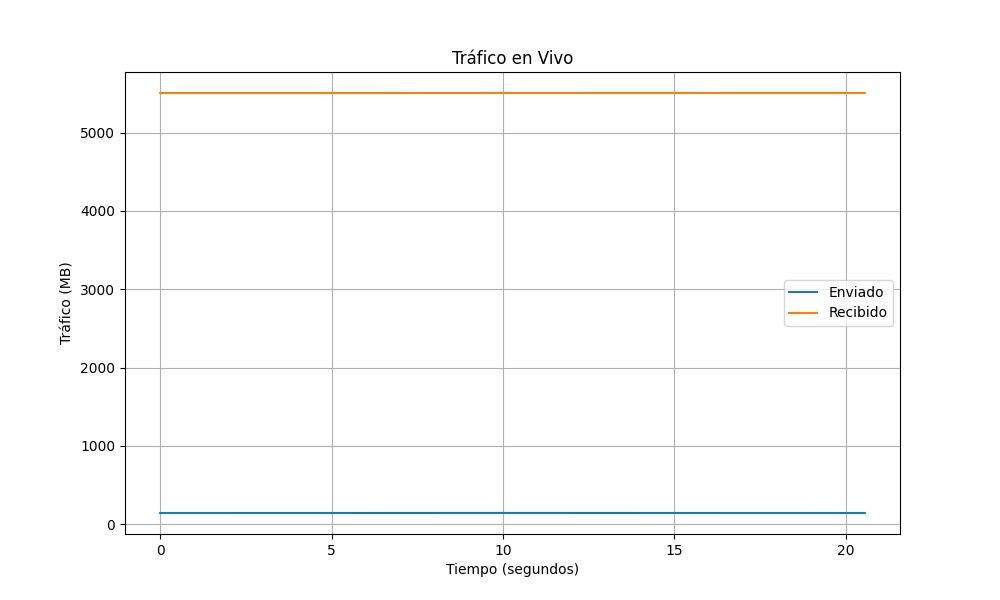 Tráfico en Vivo
Tráfico (MB)
5000
4000
3000
2000
1000
0
Enviado
Recibido
0 5 10 15 20
Tiempo (segundos)